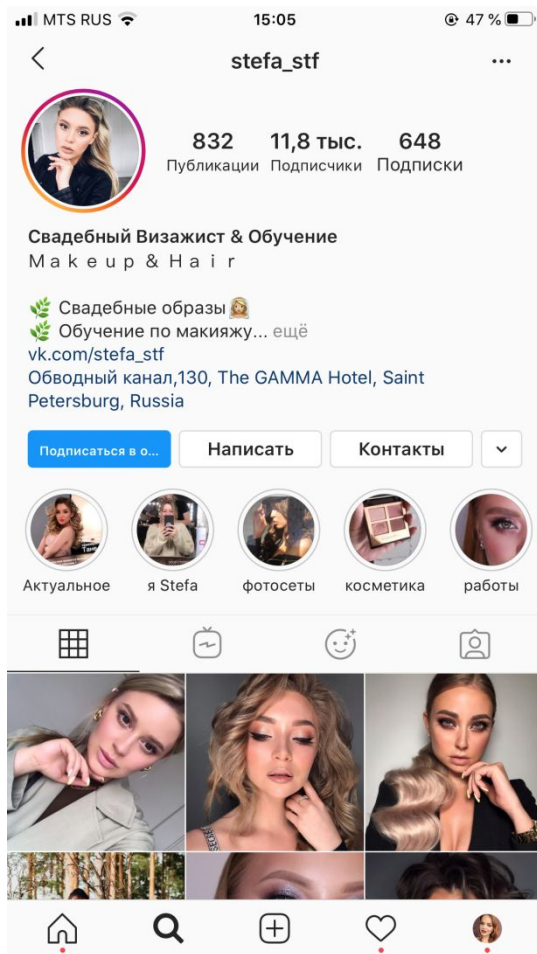 MTS RUS 15:05 47 %
stefa_stf
832 11,8 тыс. 648
Публикации Подписчики Подписки
Свадебный Визажист & Обучение
M a k e u p & H a i r
🌿 Свадебные образы👰🏼
🌿 Обучение по макияжу... ещё
vk.com/stefa_stf
Обводный канал,130, The GAMMA Hotel, Saint
Petersburg, Russia
Подписаться в о... Написать Контакты
Актуальное я Stefa фотосеты косметика работы